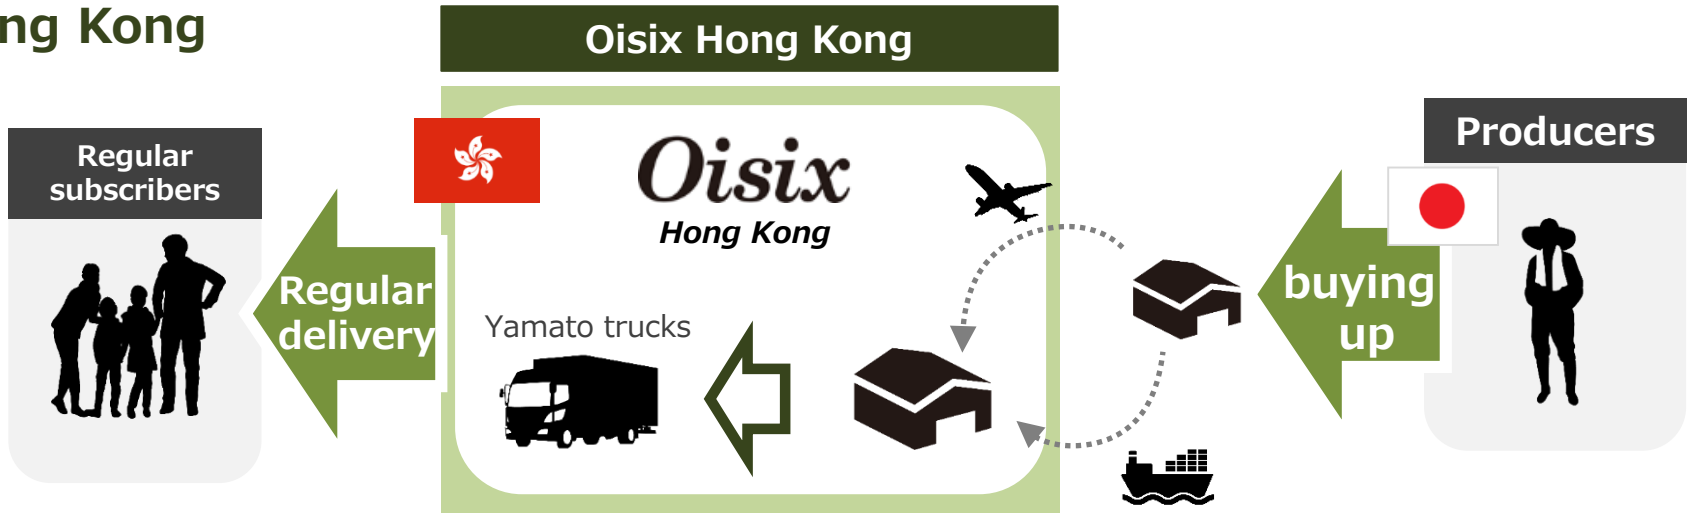 ng Kong
Oisix Hong Kong
Regular
subscribers
Producers
Oisix
Hong Kong
Regular
delivery
Yamato trucks
buying
up